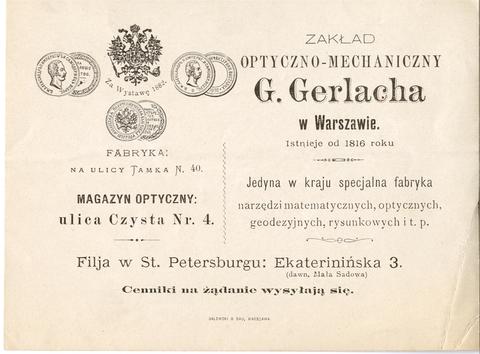 Za Wystawę 1882.
FABRYKA:
NA ULICY TAMKA N. 40.
MAGAZYN OPTYCZNY:
ulica Czysta Nr. 4.
ZAKŁAD
OPTYCZNO-MECHANICZNY
G. Gerlacha
w Warszawie.
Istnieje od 1816 roku
Jedyna w kraju specjalna fabryka
narzędzi matematycznych, optycznych,
geodezyjnych, rysunkowych i t. p.
Filja w St. Petersburgu: Ekaterinińska 3.
(dawn. Mała Sadowa)
Cenniki na żądanie wysyłają się.